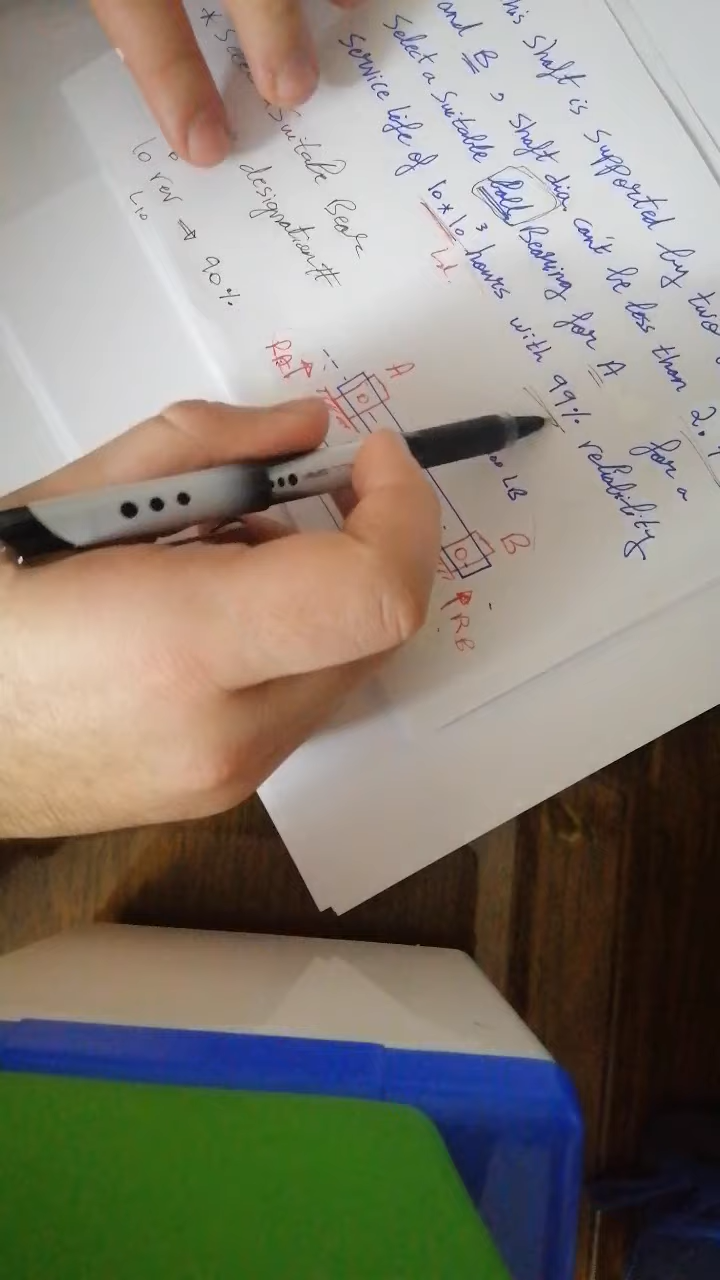 his shaft is supported by two
and B, shaft dia. can't be less than 2.
Select a suitable Ball Bearing for A for a
service life of 10*10³ hours with 99% reliability
L1.
* Suitable Bear
designation #
10⁶ rev ⇒ 90%
L10
A
RA
LB
B
RB